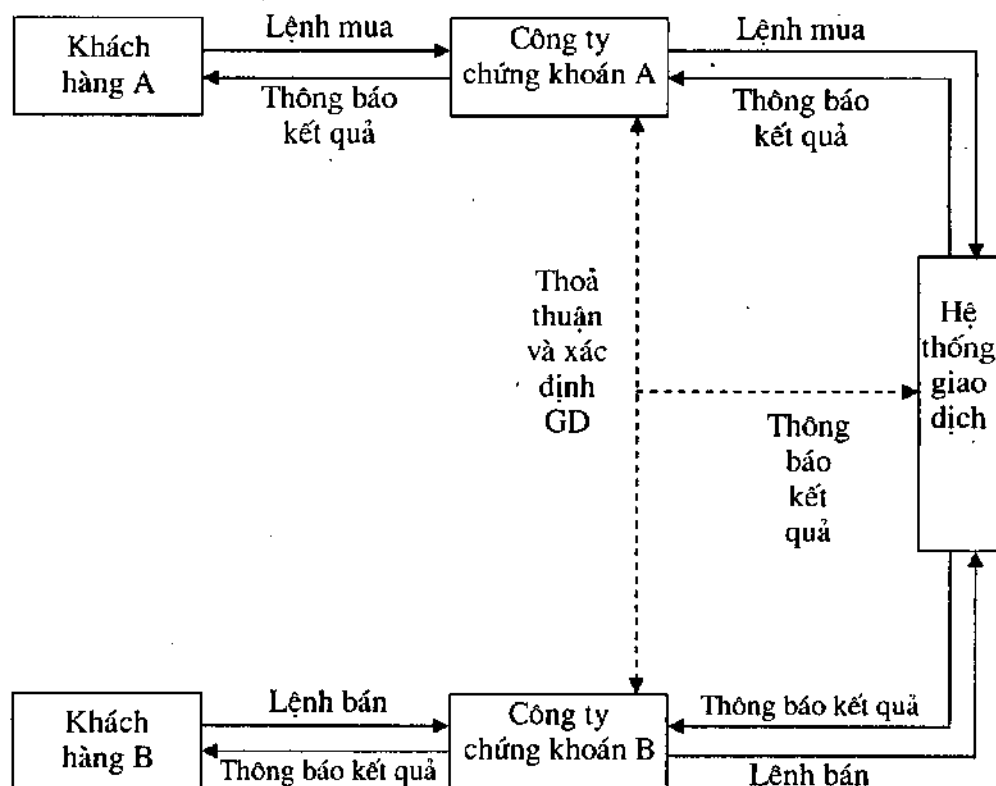 Khách
hàng A
Lệnh mua
Thông báo
kết quả
Công ty
chứng khoán A
Lệnh mua
Thông báo
kết quả
Thoả
thuận
và xác
định
GD
Hệ
thống
giao
dịch
Thông
báo
kết
quả
Khách
hàng B
Lệnh bán
Thông báo kết quả
Công ty
chứng khoán B
Thông báo kết quả
Lênh bán